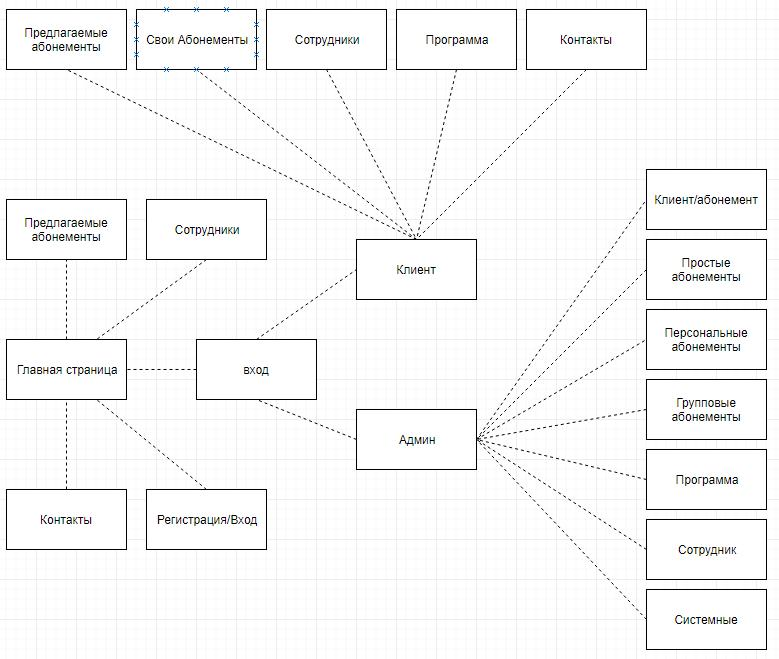 Предлагаемые
абонементы
Свои Абонементы
Сотрудники
Программа
Контакты
Клиент/абонемент
Предлагаемые
абонементы
Сотрудники
Клиент
Простые
абонементы
Персональные
абонементы
Главная страница
вход
Групповые
абонементы
Админ
Программа
Контакты
Регистрация/Вход
Сотрудник
Системные